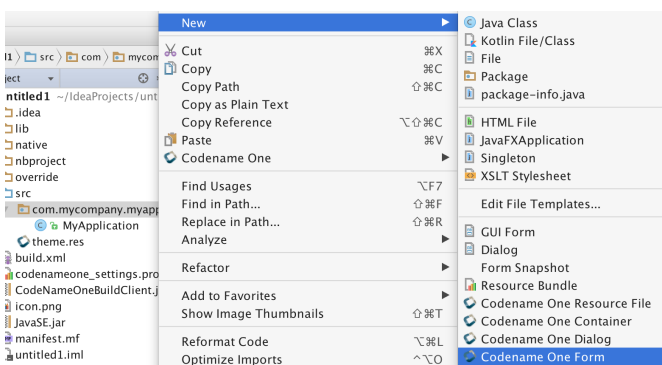 l1 〉 src 〉 com 〉 mycom
ject
ntitled1 ~/IdeaProjects/unt
.idea
lib
native
nbproject
override
src
com.mycompany.myapp
MyApplication
theme.res
build.xml
codenameone_settings.pro
CodeNameOneBuildClient.j
icon.png
JavaSE.jar
manifest.mf
untitled1.iml
New
Cut ⌘X
Copy ⌘C
Copy Path ⇧⌘C
Copy as Plain Text
Copy Reference ⌥⇧⌘C
Paste ⌘V
Codename One
Find Usages ⌥F7
Find in Path... ⇧⌘F
Replace in Path... ⇧⌘R
Analyze
Refactor
Add to Favorites
Show Image Thumbnails ⇧⌘T
Reformat Code ⌥⌘L
Optimize Imports ^⌥O
Java Class
Kotlin File/Class
File
Package
package-info.java
HTML File
JavaFXApplication
Singleton
XSLT Stylesheet
Edit File Templates...
GUI Form
Dialog
Form Snapshot
Resource Bundle
Codename One Resource File
Codename One Container
Codename One Dialog
Codename One Form